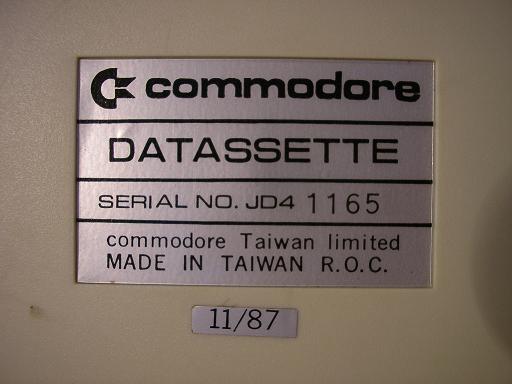 commodore
DATASSETTE
SERIAL NO. JD4 1165
commodore Taiwan limited
MADE IN TAIWAN R.O.C.
11/87